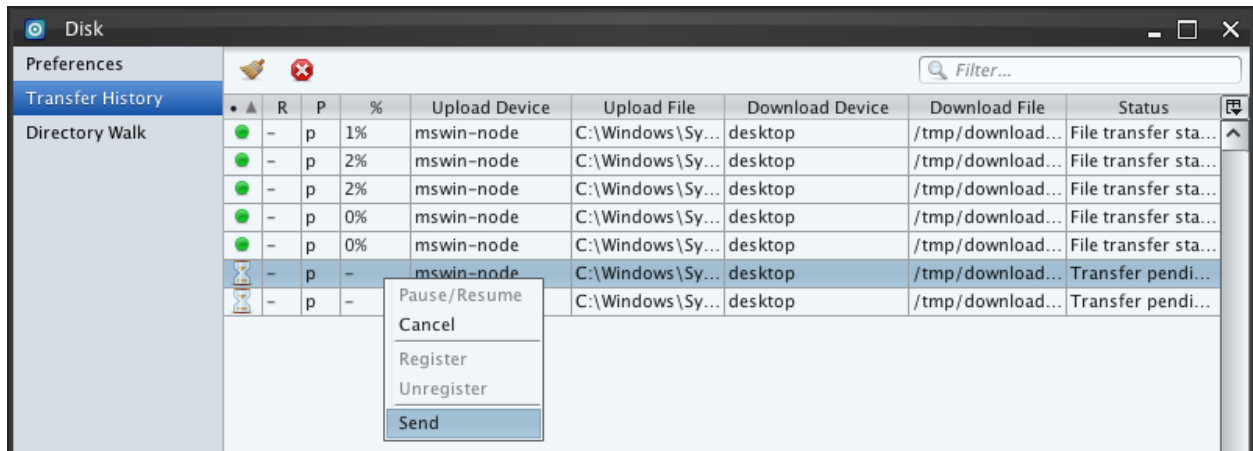 Disk
Preferences
Transfer History
Directory Walk
Filter...
• ▲ R P % Upload Device Upload File Download Device Download File Status
– p 1% mswin-node C:\Windows\Sy... desktop /tmp/download... File transfer sta...
– p 2% mswin-node C:\Windows\Sy... desktop /tmp/download... File transfer sta...
– p 2% mswin-node C:\Windows\Sy... desktop /tmp/download... File transfer sta...
– p 0% mswin-node C:\Windows\Sy... desktop /tmp/download... File transfer sta...
– p 0% mswin-node C:\Windows\Sy... desktop /tmp/download... File transfer sta...
– p – mswin-node C:\Windows\Sy... desktop /tmp/download... Transfer pendi...
– p – C:\Windows\Sy... desktop /tmp/download... Transfer pendi...
Pause/Resume
Cancel
Register
Unregister
Send